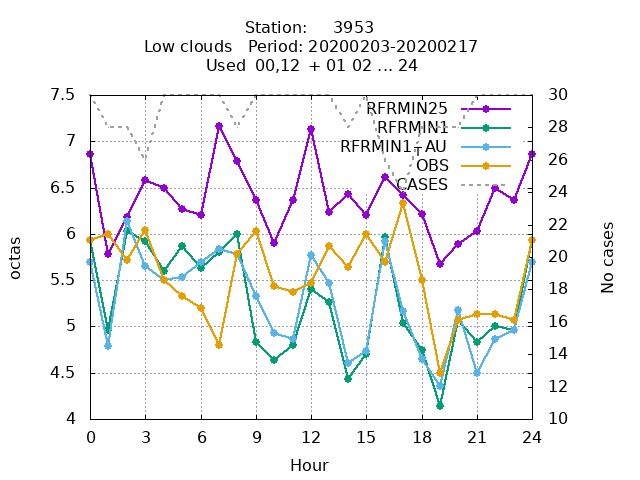 Station: 3953
Low clouds Period: 20200203-20200217
Used 00,12 + 01 02 ... 24
RFRMIN25
RFRMIN1
RFRMIN1-AU
OBS
CASES
octas
7.5
7
6.5
6
5.5
5
4.5
4
No cases
30
28
26
24
22
20
18
16
14
12
10
0 3 6 9 12 15 18 21 24
Hour